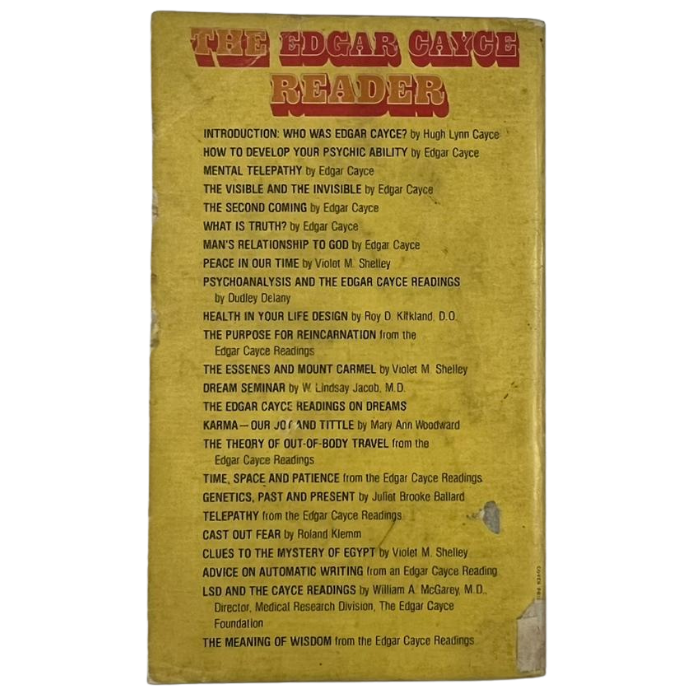 THE EDGAR CAYCE
READER
INTRODUCTION: WHO WAS EDGAR CAYCE? by Hugh Lynn Cayce
HOW TO DEVELOP YOUR PSYCHIC ABILITY by Edgar Cayce
MENTAL TELEPATHY by Edgar Cayce
THE VISIBLE AND THE INVISIBLE by Edgar Cayce
THE SECOND COMING by Edgar Cayce
WHAT IS TRUTH? by Edgar Cayce
MAN'S RELATIONSHIP TO GOD by Edgar Cayce
PEACE IN OUR TIME by Violet M. Shelley
PSYCHOANALYSIS AND THE EDGAR CAYCE READINGS
by Dudley Delany
HEALTH IN YOUR LIFE DESIGN by Roy D. Kirkland, D.O.
THE PURPOSE FOR REINCARNATION from the
Edgar Cayce Readings
THE ESSENES AND MOUNT CARMEL by Violet M. Shelley
DREAM SEMINAR by W. Lindsay Jacob, M.D.
THE EDGAR CAYCE READINGS ON DREAMS
KARMA—OUR JOT AND TITTLE by Mary Ann Woodward
THE THEORY OF OUT-OF-BODY TRAVEL from the
Edgar Cayce Readings
TIME, SPACE AND PATIENCE from the Edgar Cayce Readings
GENETICS, PAST AND PRESENT by Juliet Brooke Ballard
TELEPATHY from the Edgar Cayce Readings
CAST OUT FEAR by Roland Klemm
CLUES TO THE MYSTERY OF EGYPT by Violet M. Shelley
ADVICE ON AUTOMATIC WRITING from an Edgar Cayce Reading
LSD AND THE CAYCE READINGS by William A. McGarey, M.D.,
Director, Medical Research Division, The Edgar Cayce
Foundation
THE MEANING OF WISDOM from the Edgar Cayce Readings
COVER